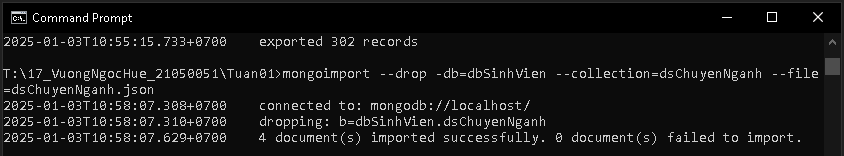 Command Prompt
2025-01-03T10:55:15.733+0700    exported 302 records
T:\17_VuongNgocHue_21050051\Tuan01>mongoimport --drop -db=dbSinhVien --collection=dsChuyenNganh --file
=dsChuyenNganh.json
2025-01-03T10:58:07.308+0700    connected to: mongodb://localhost/
2025-01-03T10:58:07.310+0700    dropping: b=dbSinhVien.dsChuyenNganh
2025-01-03T10:58:07.629+0700    4 document(s) imported successfully. 0 document(s) failed to import.